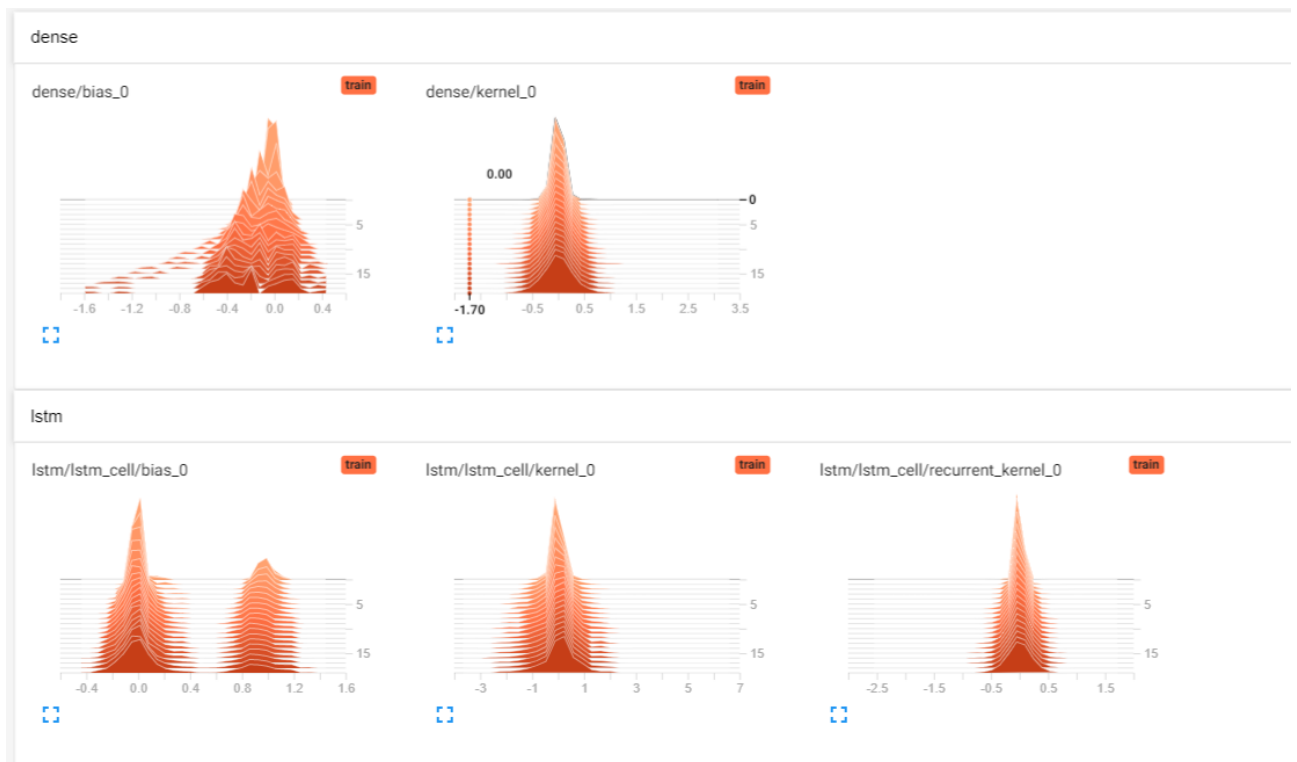 dense
dense/bias_0 train
dense/kernel_0 train
0.00
0
5
15
-1.6 -1.2 -0.8 -0.4 0.0 0.4
5
15
-1.70 -0.5 0.5 1.5 2.5 3.5
lstm
lstm/lstm_cell/bias_0 train
lstm/lstm_cell/kernel_0 train
lstm/lstm_cell/recurrent_kernel_0 train
5
15
-0.4 0.0 0.4 0.8 1.2 1.6
5
15
-3 -1 1 3 5 7
5
15
-2.5 -1.5 -0.5 0.5 1.5